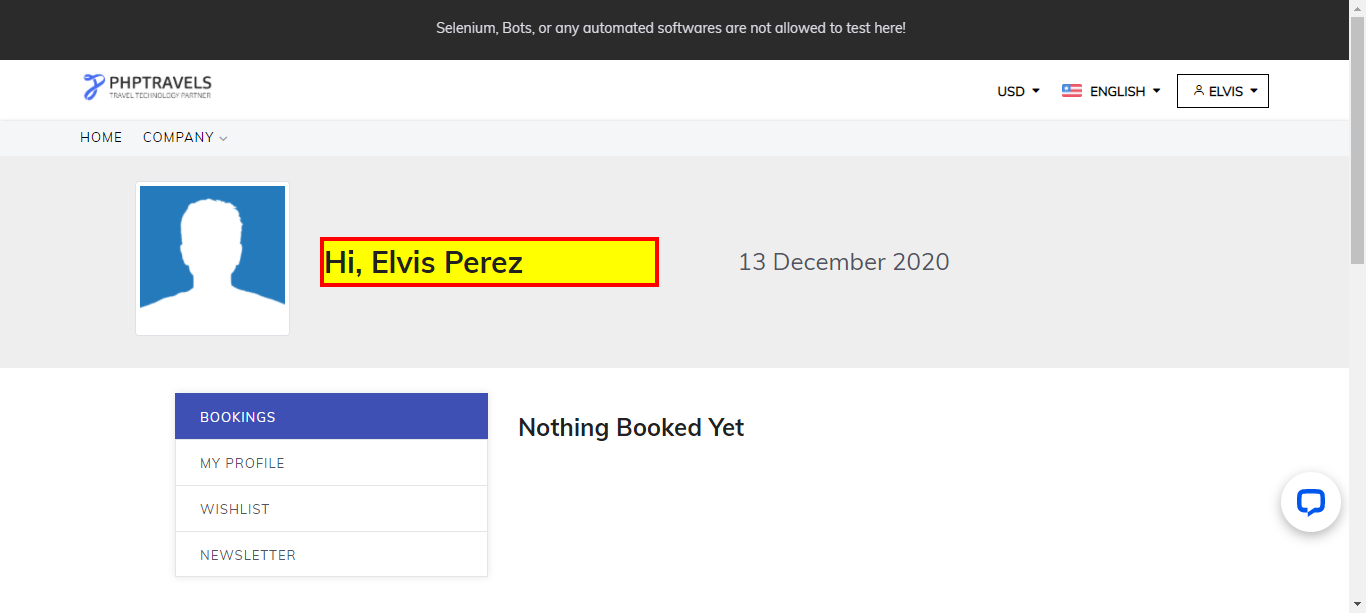 Selenium, Bots, or any automated softwares are not allowed to test here!
PHPTRAVELS
TRAVEL TECHNOLOGY PARTNER
USD
ENGLISH
ELVIS
HOME
COMPANY
Hi, Elvis Perez
13 December 2020
BOOKINGS
Nothing Booked Yet
MY PROFILE
WISHLIST
NEWSLETTER